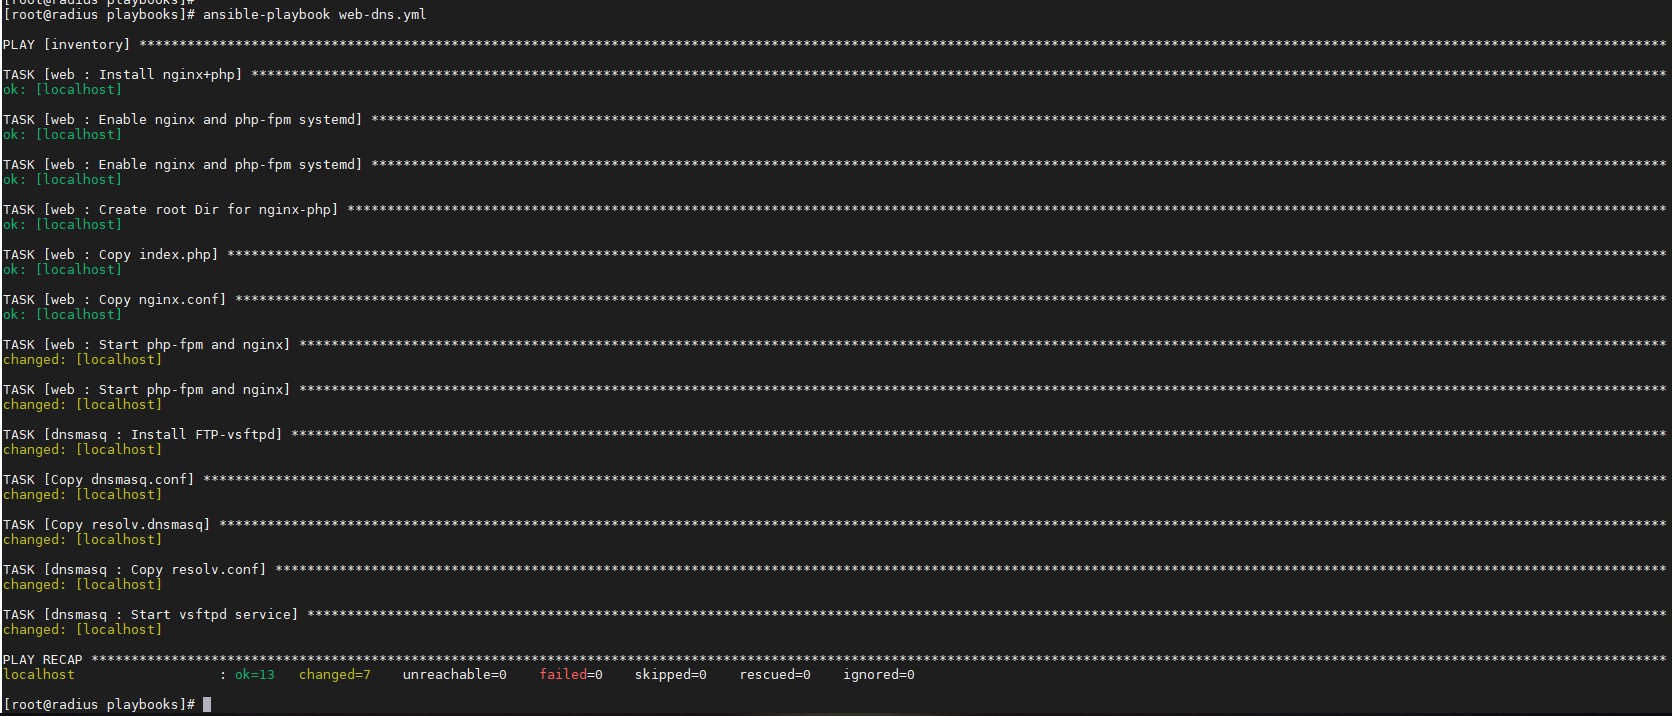 [root@radius playbooks]#
[root@radius playbooks]# ansible-playbook web-dns.yml
PLAY [inventory] ***********************************************************************************************************************************************************************************************
TASK [web : Install nginx+php] *********************************************************************************************************************************************************************************
ok: [localhost]
TASK [web : Enable nginx and php-fpm systemd] ******************************************************************************************************************************************************************
ok: [localhost]
TASK [web : Enable nginx and php-fpm systemd] ******************************************************************************************************************************************************************
ok: [localhost]
TASK [web : Create root Dir for nginx-php] *********************************************************************************************************************************************************************
ok: [localhost]
TASK [web : Copy index.php] ************************************************************************************************************************************************************************************
ok: [localhost]
TASK [web : Copy nginx.conf] ***********************************************************************************************************************************************************************************
ok: [localhost]
TASK [web : Start php-fpm and nginx] ***************************************************************************************************************************************************************************
changed: [localhost]
TASK [web : Start php-fpm and nginx] ***************************************************************************************************************************************************************************
changed: [localhost]
TASK [dnsmasq : Install FTP-vsftpd] ****************************************************************************************************************************************************************************
changed: [localhost]
TASK [Copy dnsmasq.conf] ***************************************************************************************************************************************************************************************
changed: [localhost]
TASK [Copy resolv.dnsmasq] *************************************************************************************************************************************************************************************
changed: [localhost]
TASK [dnsmasq : Copy resolv.conf] ******************************************************************************************************************************************************************************
changed: [localhost]
TASK [dnsmasq : Start vsftpd service] **************************************************************************************************************************************************************************
changed: [localhost]
PLAY RECAP *****************************************************************************************************************************************************************************************************
localhost                  : ok=13   changed=7    unreachable=0    failed=0    skipped=0    rescued=0    ignored=0
[root@radius playbooks]#